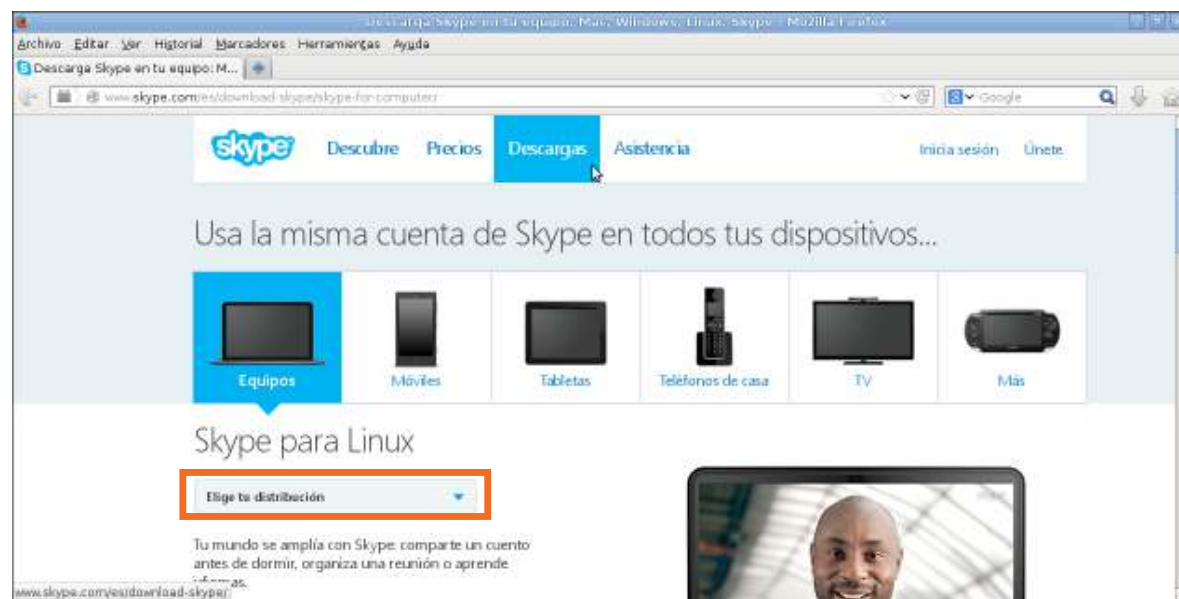 Descarga Skype en tu equipo: Mac, Windows, Linux, Skype - Mozilla Firefox
Archivo Editar Ver Historial Marcadores Herramientas Ayuda
Descarga Skype en tu equipo: M...
www.skype.com/es/download-skype/skype-for-computer/
Google
skype Descubre Precios Descargas Asistencia Inicia sesión Únete
Usa la misma cuenta de Skype en todos tus dispositivos...
Equipos Móviles Tabletas Teléfonos de casa TV Más
Skype para Linux
Elige tu distribución
Tu mundo se amplía con Skype: comparte un cuento
antes de dormir, organiza una reunión o aprende
www.skype.com/es/download-skype/